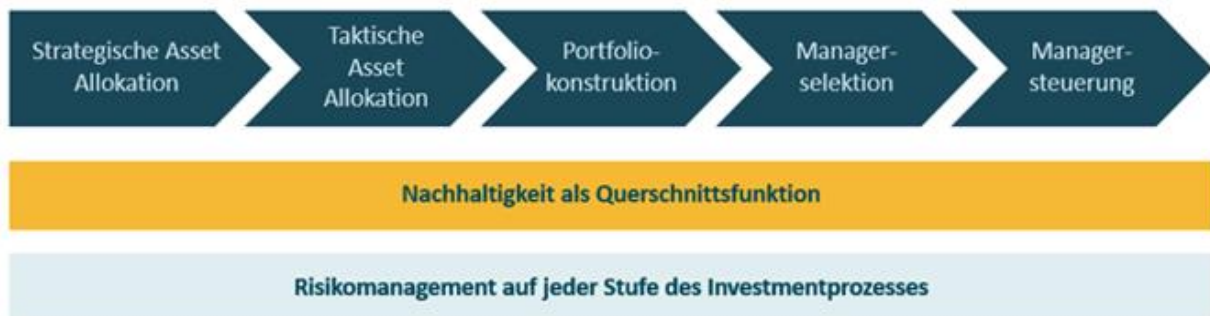 Strategische Asset
Allokation
Taktische
Asset
Allokation
Portfolio-
konstruktion
Manager-
selektion
Manager-
steuerung
Nachhaltigkeit als Querschnittsfunktion
Risikomanagement auf jeder Stufe des Investmentprozesses